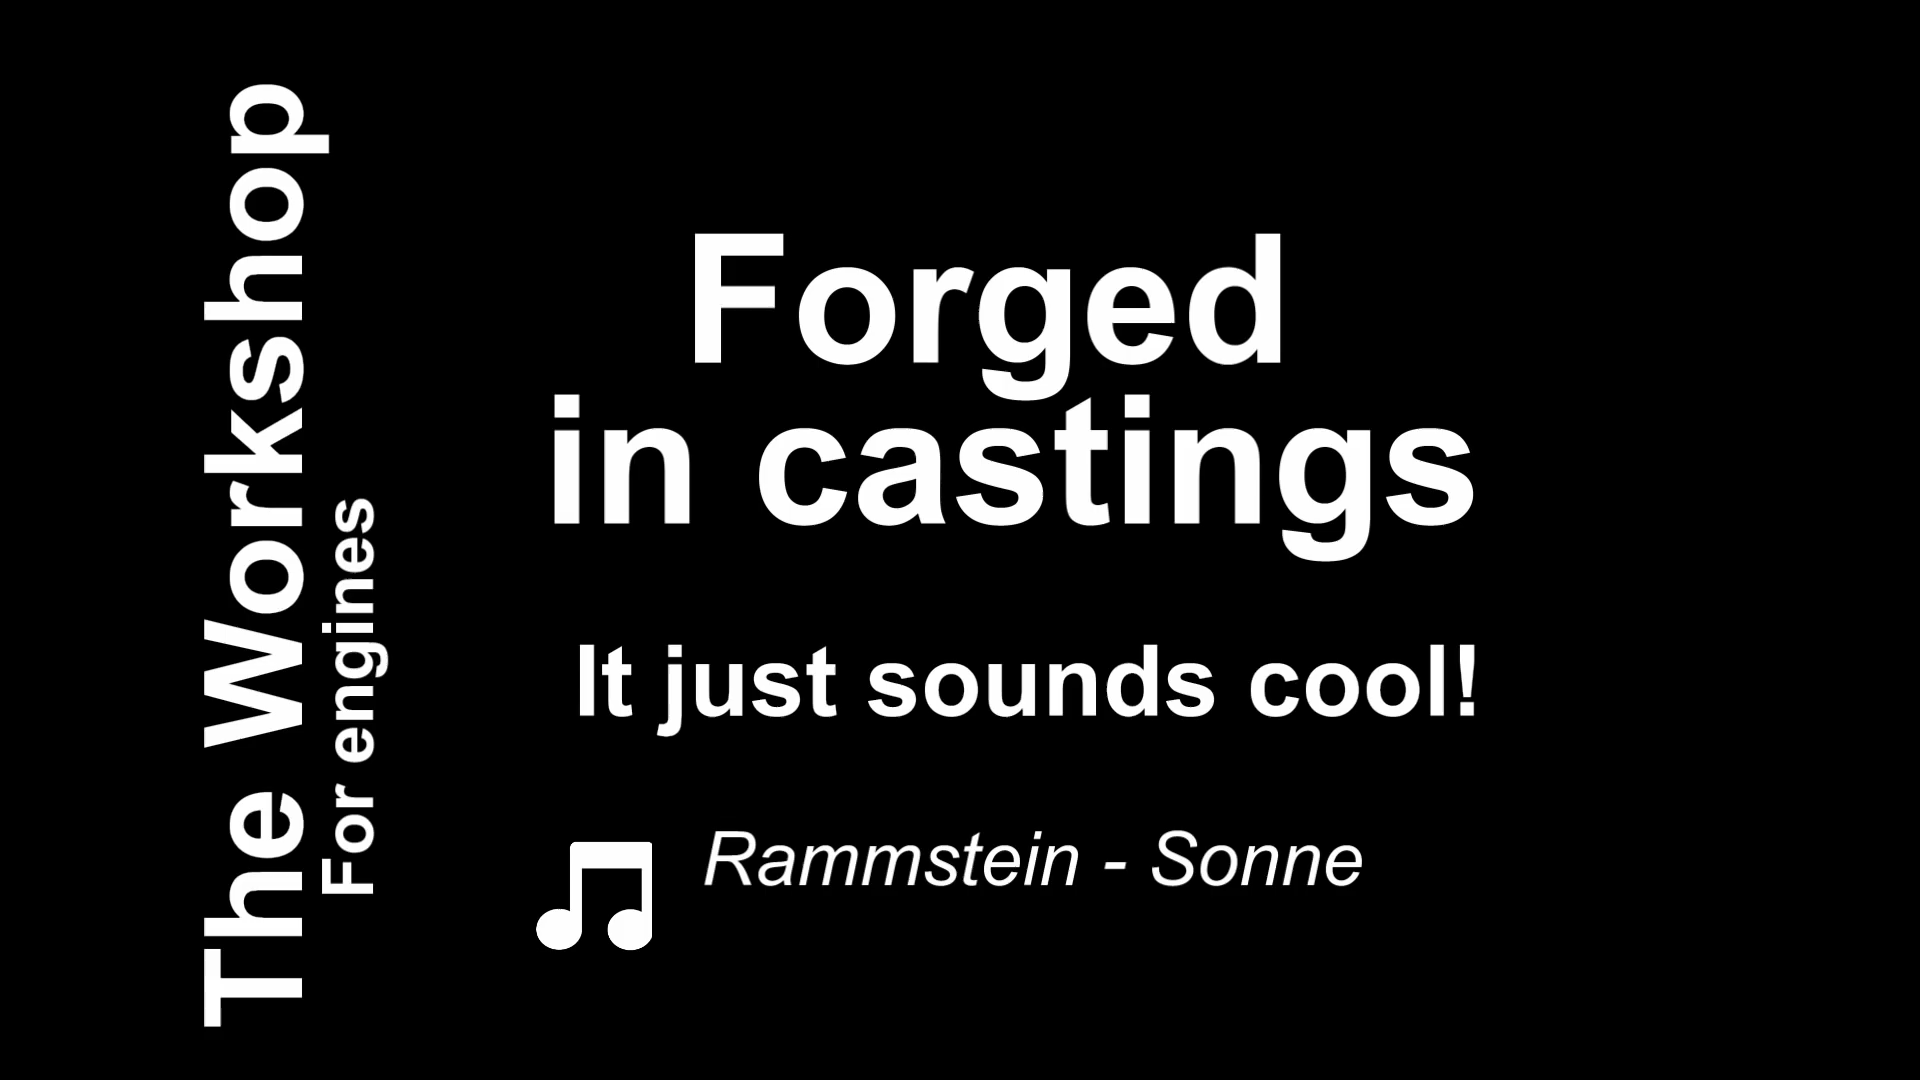 The Workshop
For engines
Forged
in castings
It just sounds cool!
Rammstein - Sonne